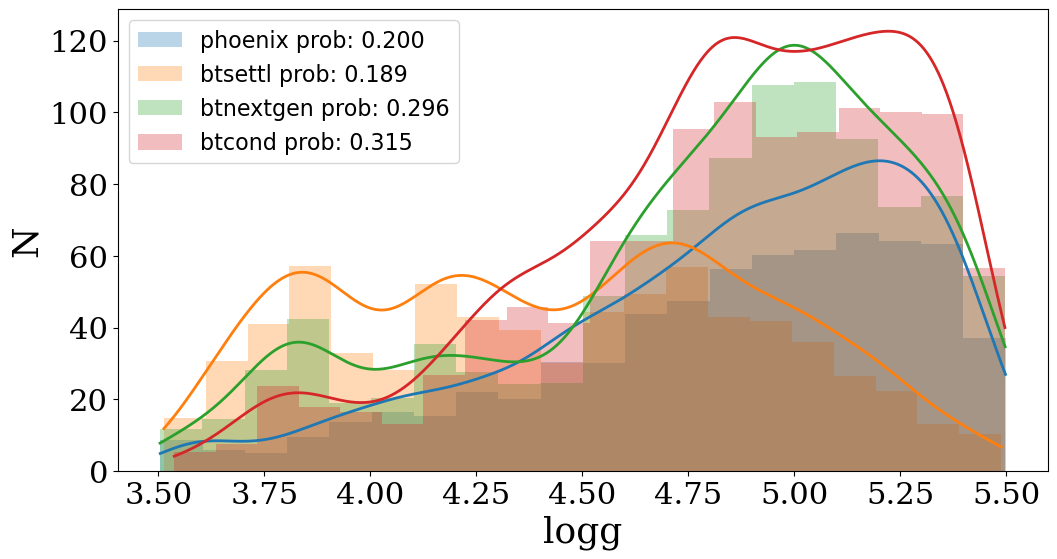 phoenix prob: 0.200
btsettl prob: 0.189
btnextgen prob: 0.296
btcond prob: 0.315
120
100
80
60
40
20
0
N
3.50 3.75 4.00 4.25 4.50 4.75 5.00 5.25 5.50
logg